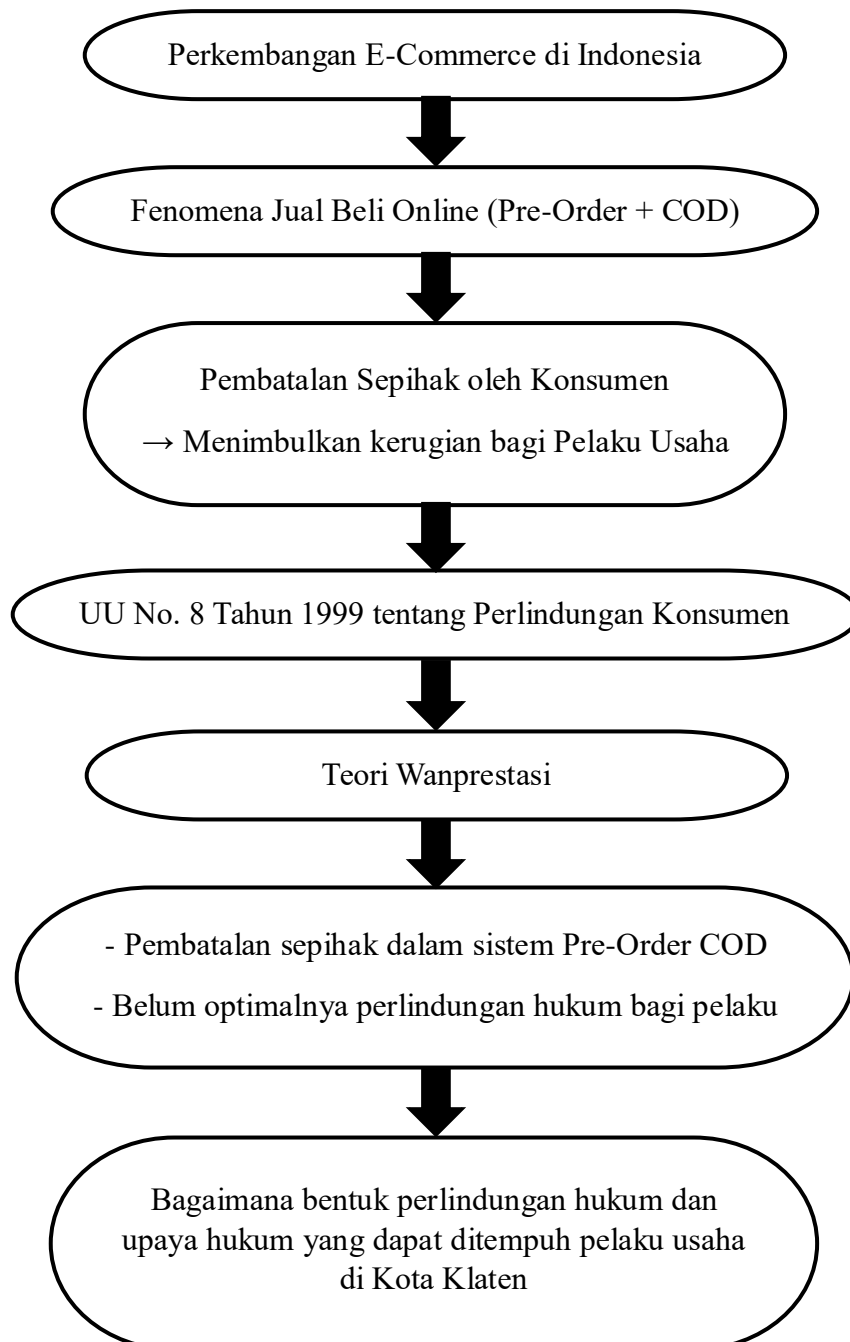 Perkembangan E-Commerce di Indonesia
Fenomena Jual Beli Online (Pre-Order + COD)
Pembatalan Sepihak oleh Konsumen
→ Menimbulkan kerugian bagi Pelaku Usaha
UU No. 8 Tahun 1999 tentang Perlindungan Konsumen
Teori Wanprestasi
- Pembatalan sepihak dalam sistem Pre-Order COD
- Belum optimalnya perlindungan hukum bagi pelaku
Bagaimana bentuk perlindungan hukum dan
upaya hukum yang dapat ditempuh pelaku usaha
di Kota Klaten